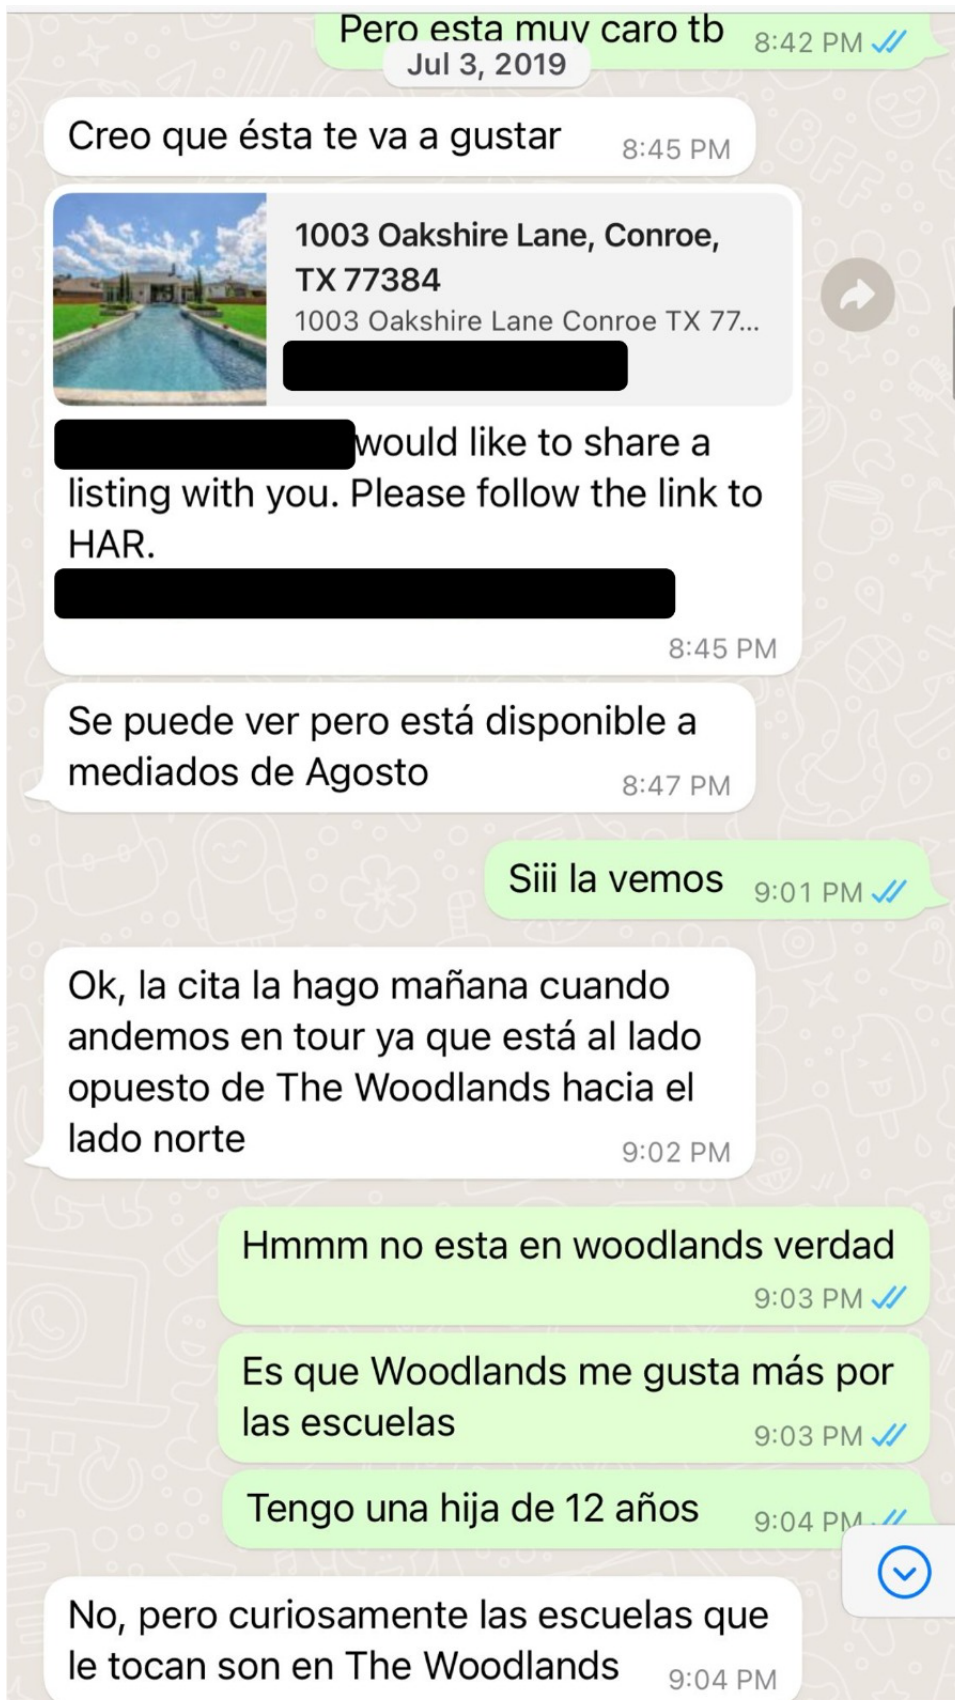 Pero esta muy caro tb 8:42 PM
Jul 3, 2019
Creo que ésta te va a gustar 8:45 PM
1003 Oakshire Lane, Conroe,
TX 77384
1003 Oakshire Lane Conroe TX 77...
would like to share a
listing with you. Please follow the link to
HAR.
8:45 PM
Se puede ver pero está disponible a
mediados de Agosto 8:47 PM
Siii la vemos 9:01 PM
Ok, la cita la hago mañana cuando
andemos en tour ya que está al lado
opuesto de The Woodlands hacia el
lado norte 9:02 PM
Hmmm no esta en woodlands verdad
9:03 PM
Es que Woodlands me gusta más por
las escuelas 9:03 PM
Tengo una hija de 12 años 9:04 PM
No, pero curiosamente las escuelas que
le tocan son en The Woodlands 9:04 PM